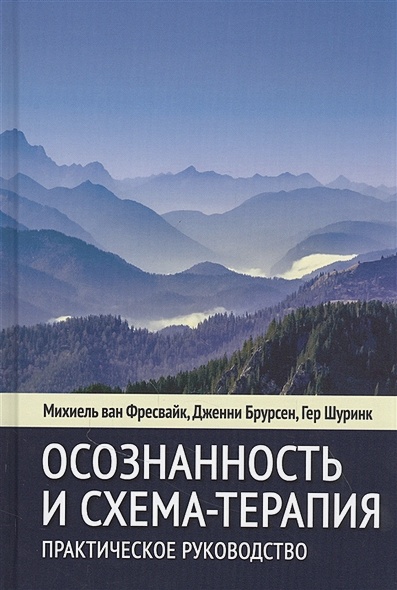 Михиель ван Фресвайк, Дженни Брурсен, Гер Шуринк
ОСОЗНАННОСТЬ
И СХЕМА-ТЕРАПИЯ
ПРАКТИЧЕСКОЕ РУКОВОДСТВО